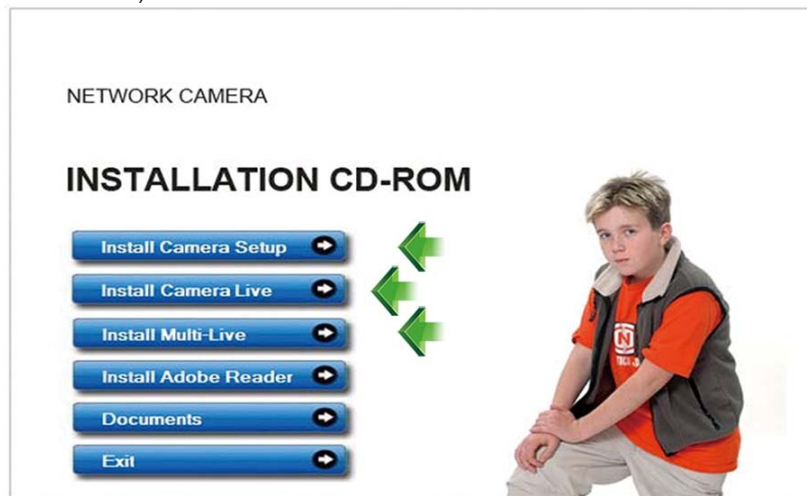 NETWORK CAMERA
INSTALLATION CD-ROM
Install Camera Setup
Install Camera Live
Install Multi-Live
Install Adobe Reader
Documents
Exit
N